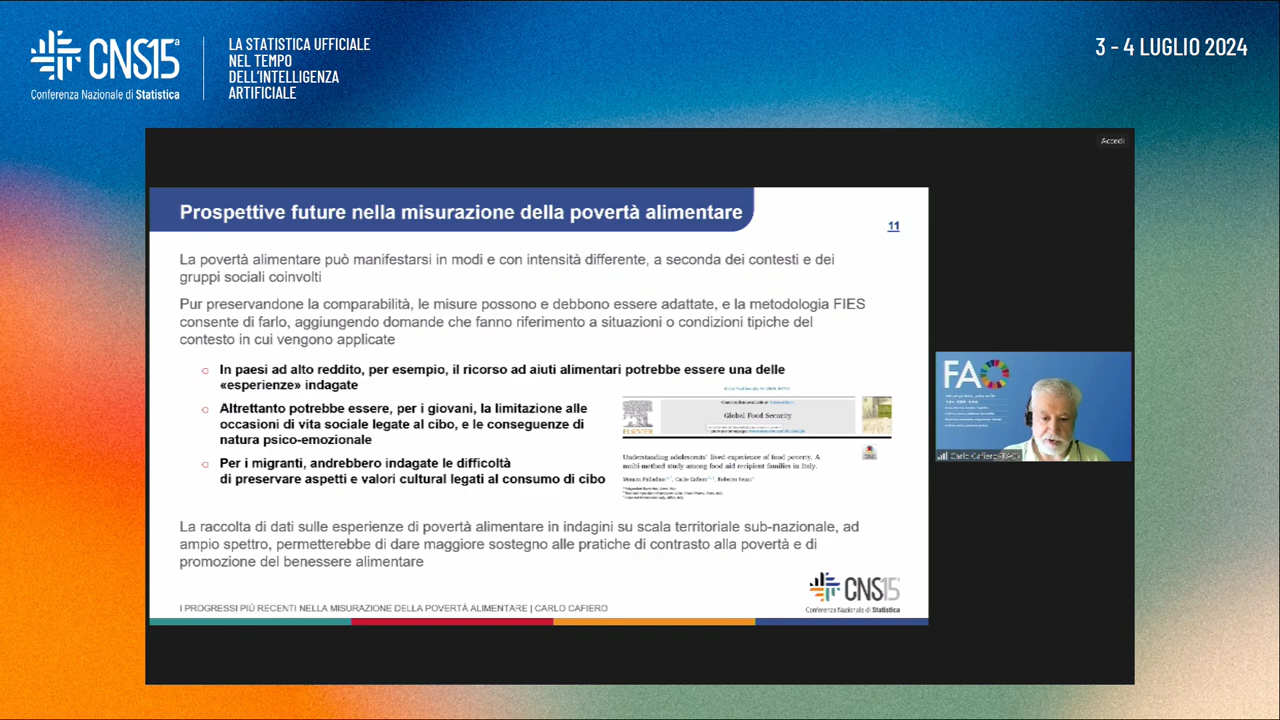 CNS15ª
Conferenza Nazionale di Statistica
LA STATISTICA UFFICIALE
NEL TEMPO
DELL'INTELLIGENZA
ARTIFICIALE
3 - 4 LUGLIO 2024
Accedi
Prospettive future nella misurazione della povertà alimentare
11
La povertà alimentare può manifestarsi in modi e con intensità differente, a seconda dei contesti e dei
gruppi sociali coinvolti
Pur preservandone la comparabilità, le misure possono e debbono essere adattate, e la metodologia FIES
consente di farlo, aggiungendo domande che fanno riferimento a situazioni o condizioni tipiche del
contesto in cui vengono applicate
In paesi ad alto reddito, per esempio, il ricorso ad aiuti alimentari potrebbe essere una delle
«esperienze» indagate
Altrettanto potrebbe essere, per i giovani, la limitazione alle
occasioni di vita sociale legate al cibo, e le conseguenze di
natura psico-emozionale
Per i migranti, andrebbero indagate le difficoltà
di preservare aspetti e valori cultural legati al consumo di cibo
ELSEVIER
Global Food Security
Understanding adolescents' lived experience of food poverty. A
multi-method study among food aid recipient families in Italy.
Carlo Cafiero
La raccolta di dati sulle esperienze di povertà alimentare in indagini su scala territoriale sub-nazionale, ad
ampio spettro, permetterebbe di dare maggiore sostegno alle pratiche di contrasto alla povertà e di
promozione del benessere alimentare
CNS15
Conferenza Nazionale di Statistica
I PROGRESSI PIÙ RECENTI NELLA MISURAZIONE DELLA POVERTÀ ALIMENTARE | CARLO CAFIERO
FAO
Carlo Cafiero (FAO)